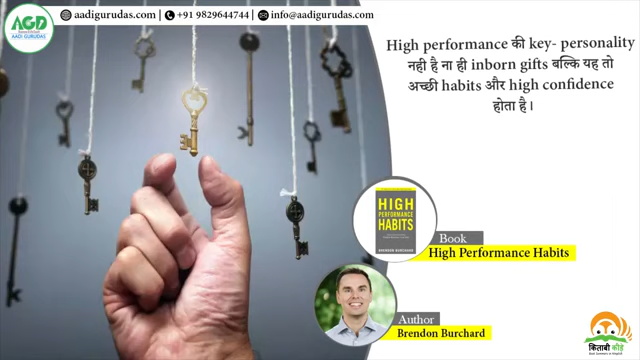 AGD
AADI GURUDAS
aadigurudas.com | +91 9829644744 | info@aadigurudas.com
High performance की key- personality
नही है ना ही inborn gifts बल्कि यह तो
अच्छी habits और high confidence
होता है।
HIGH
PERFORMANCE
HABITS
BRENDON BURCHARD
Book
High Performance Habits
Author
Brendon Burchard
किताबी कीड़े